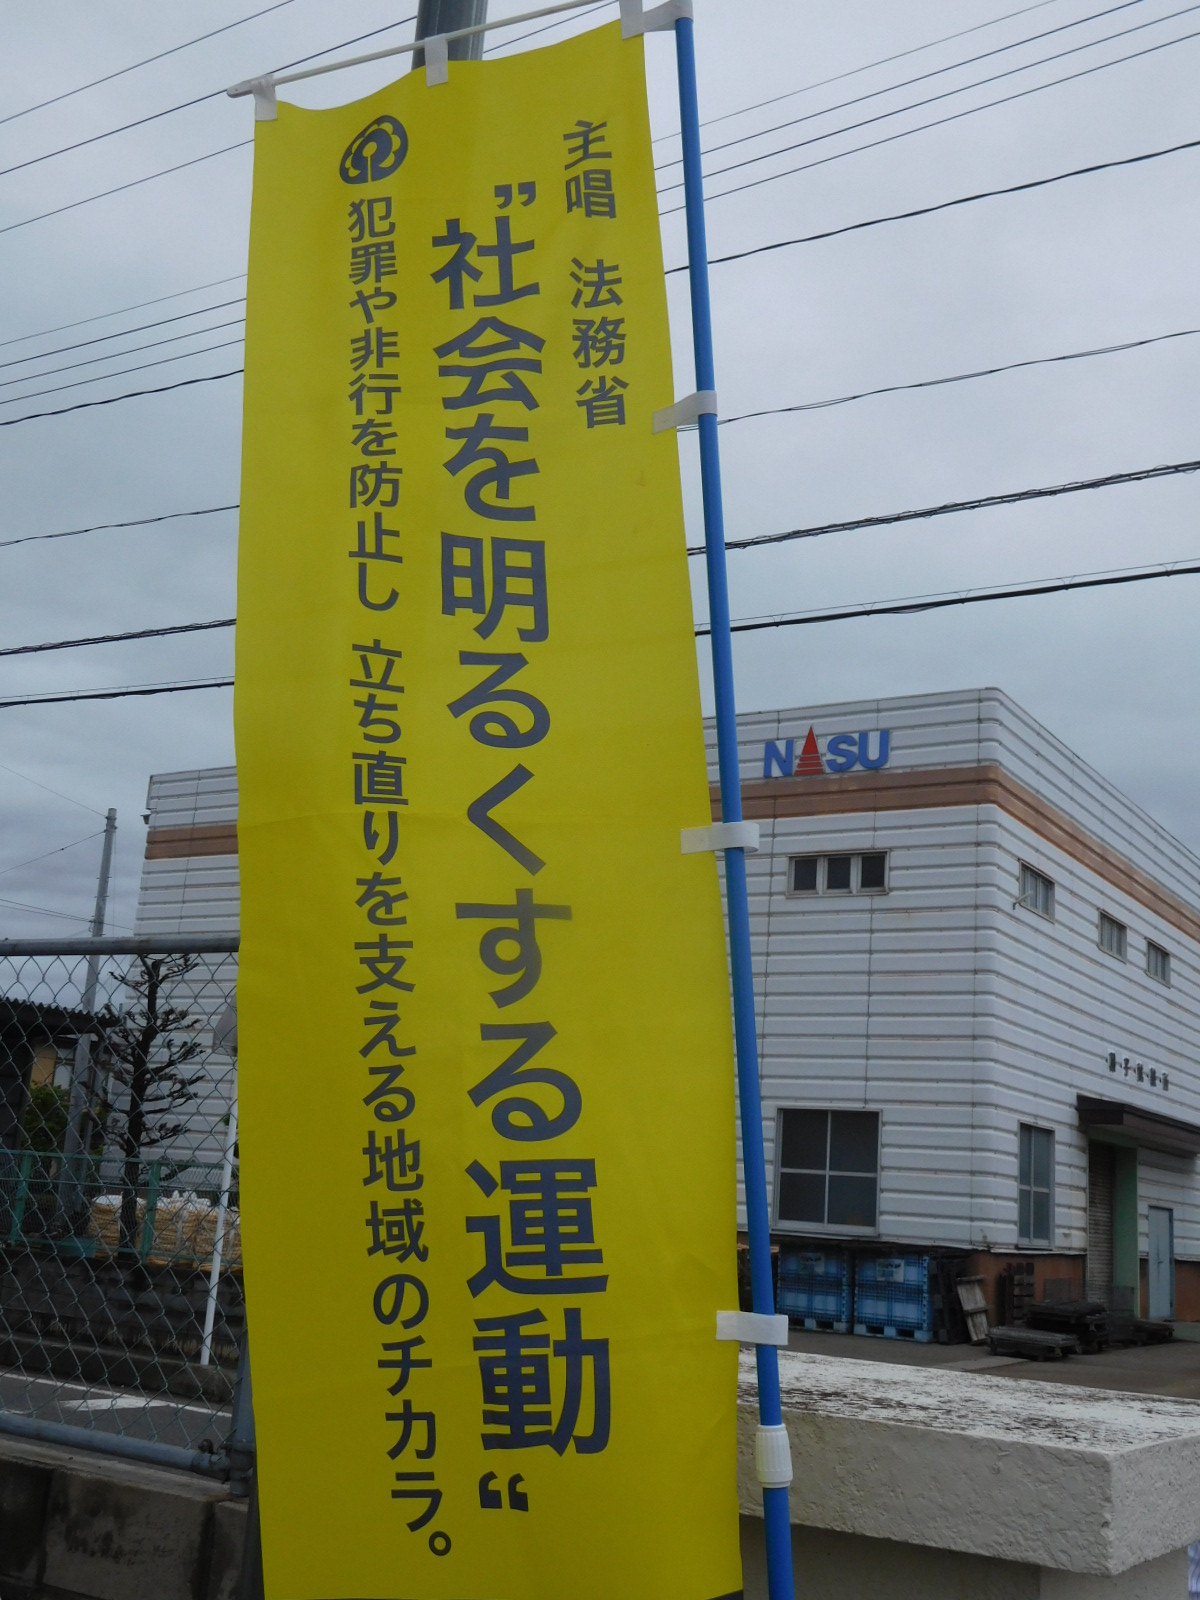 主唱 法務省
”社会を明るくする運動“
犯罪や非行を防止し 立ち直りを支える地域のチカラ。
NASU